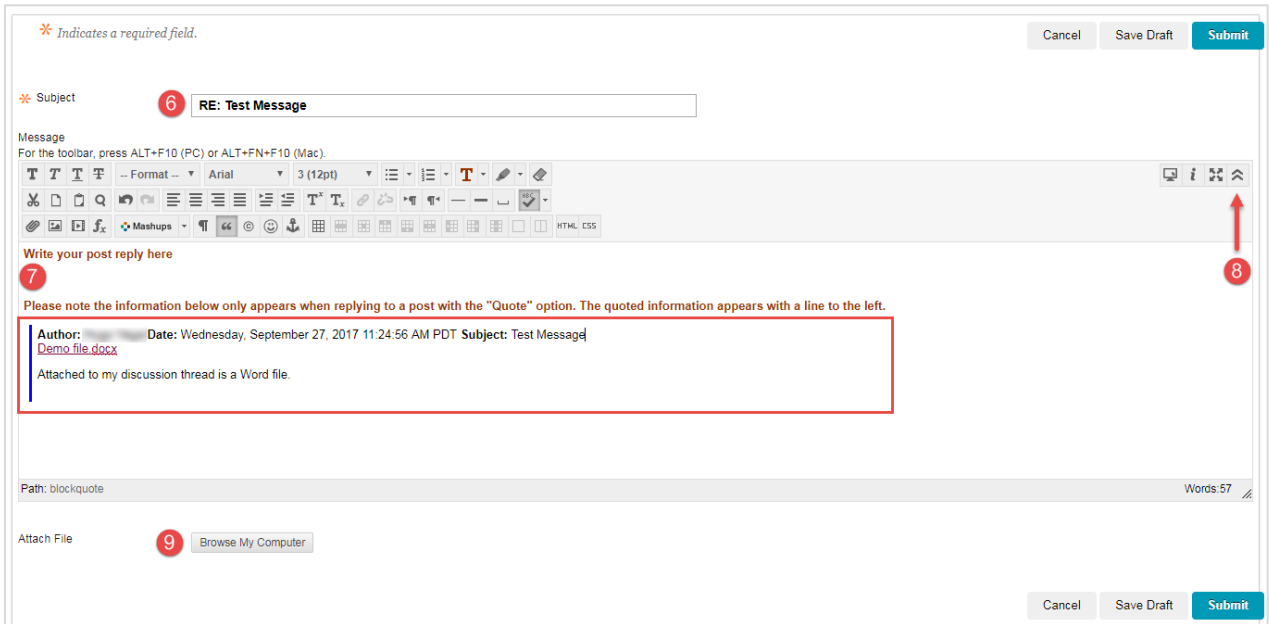 Indicates a required field.
Cancel Save Draft Submit
Subject 6 RE: Test Message
Message
For the toolbar, press ALT+F10 (PC) or ALT+FN+F10 (Mac).
T T T T -- Format -- Arial 3 (12pt) T i
Tx Tx ABC
fx Mashups ¶ “ © HTML CSS
Write your post reply here
7
8
Please note the information below only appears when replying to a post with the "Quote" option. The quoted information appears with a line to the left.
Author: Date: Wednesday, September 27, 2017 11:24:56 AM PDT Subject: Test Message
Demo file.docx
Attached to my discussion thread is a Word file.
Path: blockquote Words:57
Attach File 9 Browse My Computer
Cancel Save Draft Submit